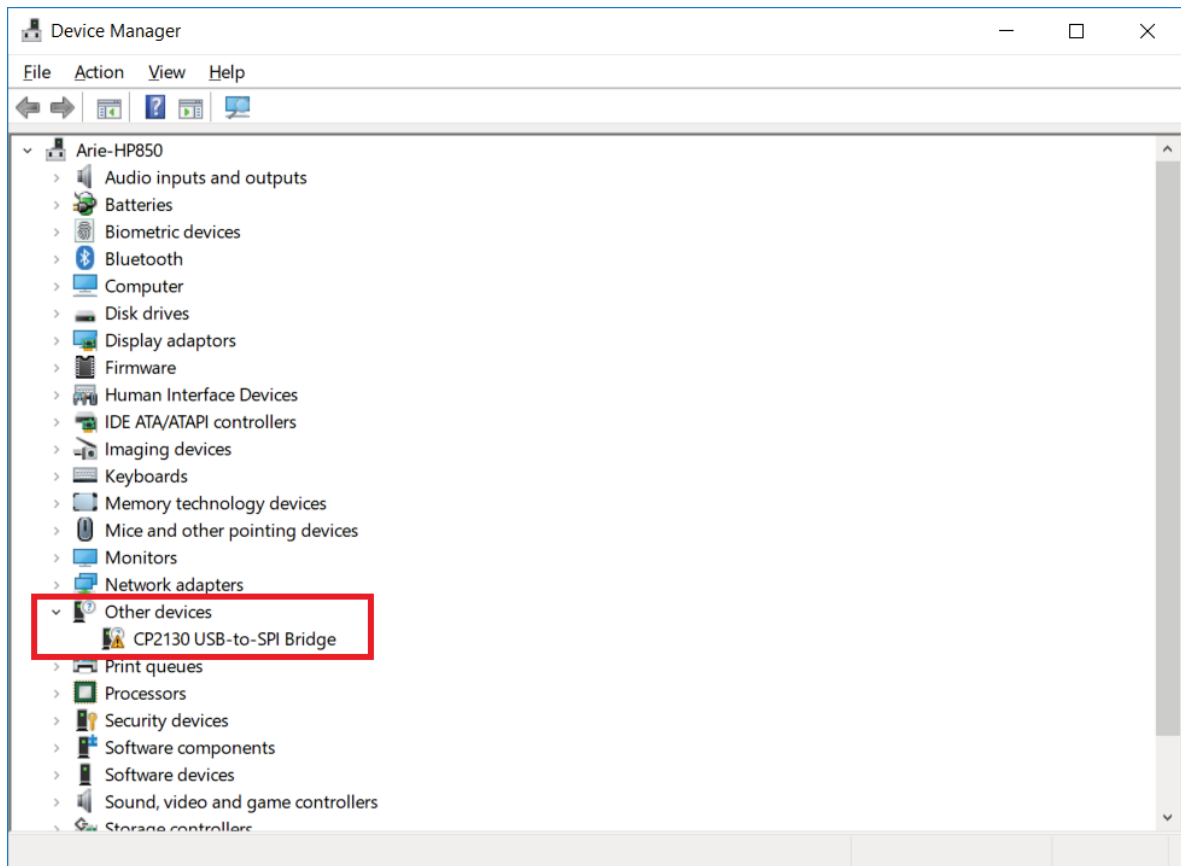 Device Manager
File Action View Help
Arie-HP850
Audio inputs and outputs
Batteries
Biometric devices
Bluetooth
Computer
Disk drives
Display adaptors
Firmware
Human Interface Devices
IDE ATA/ATAPI controllers
Imaging devices
Keyboards
Memory technology devices
Mice and other pointing devices
Monitors
Network adapters
Other devices
CP2130 USB-to-SPI Bridge
Print queues
Processors
Security devices
Software components
Software devices
Sound, video and game controllers
Storage controllers